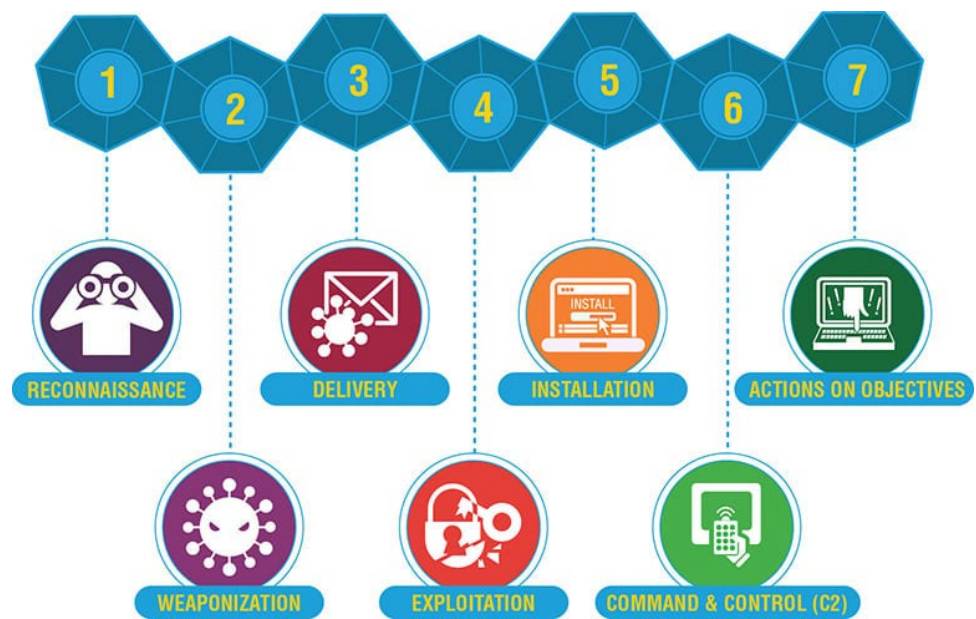 1
2
3
4
5
6
7
RECONNAISSANCE
DELIVERY
INSTALL
INSTALLATION
ACTIONS ON OBJECTIVES
WEAPONIZATION
EXPLOITATION
COMMAND & CONTROL (C2)